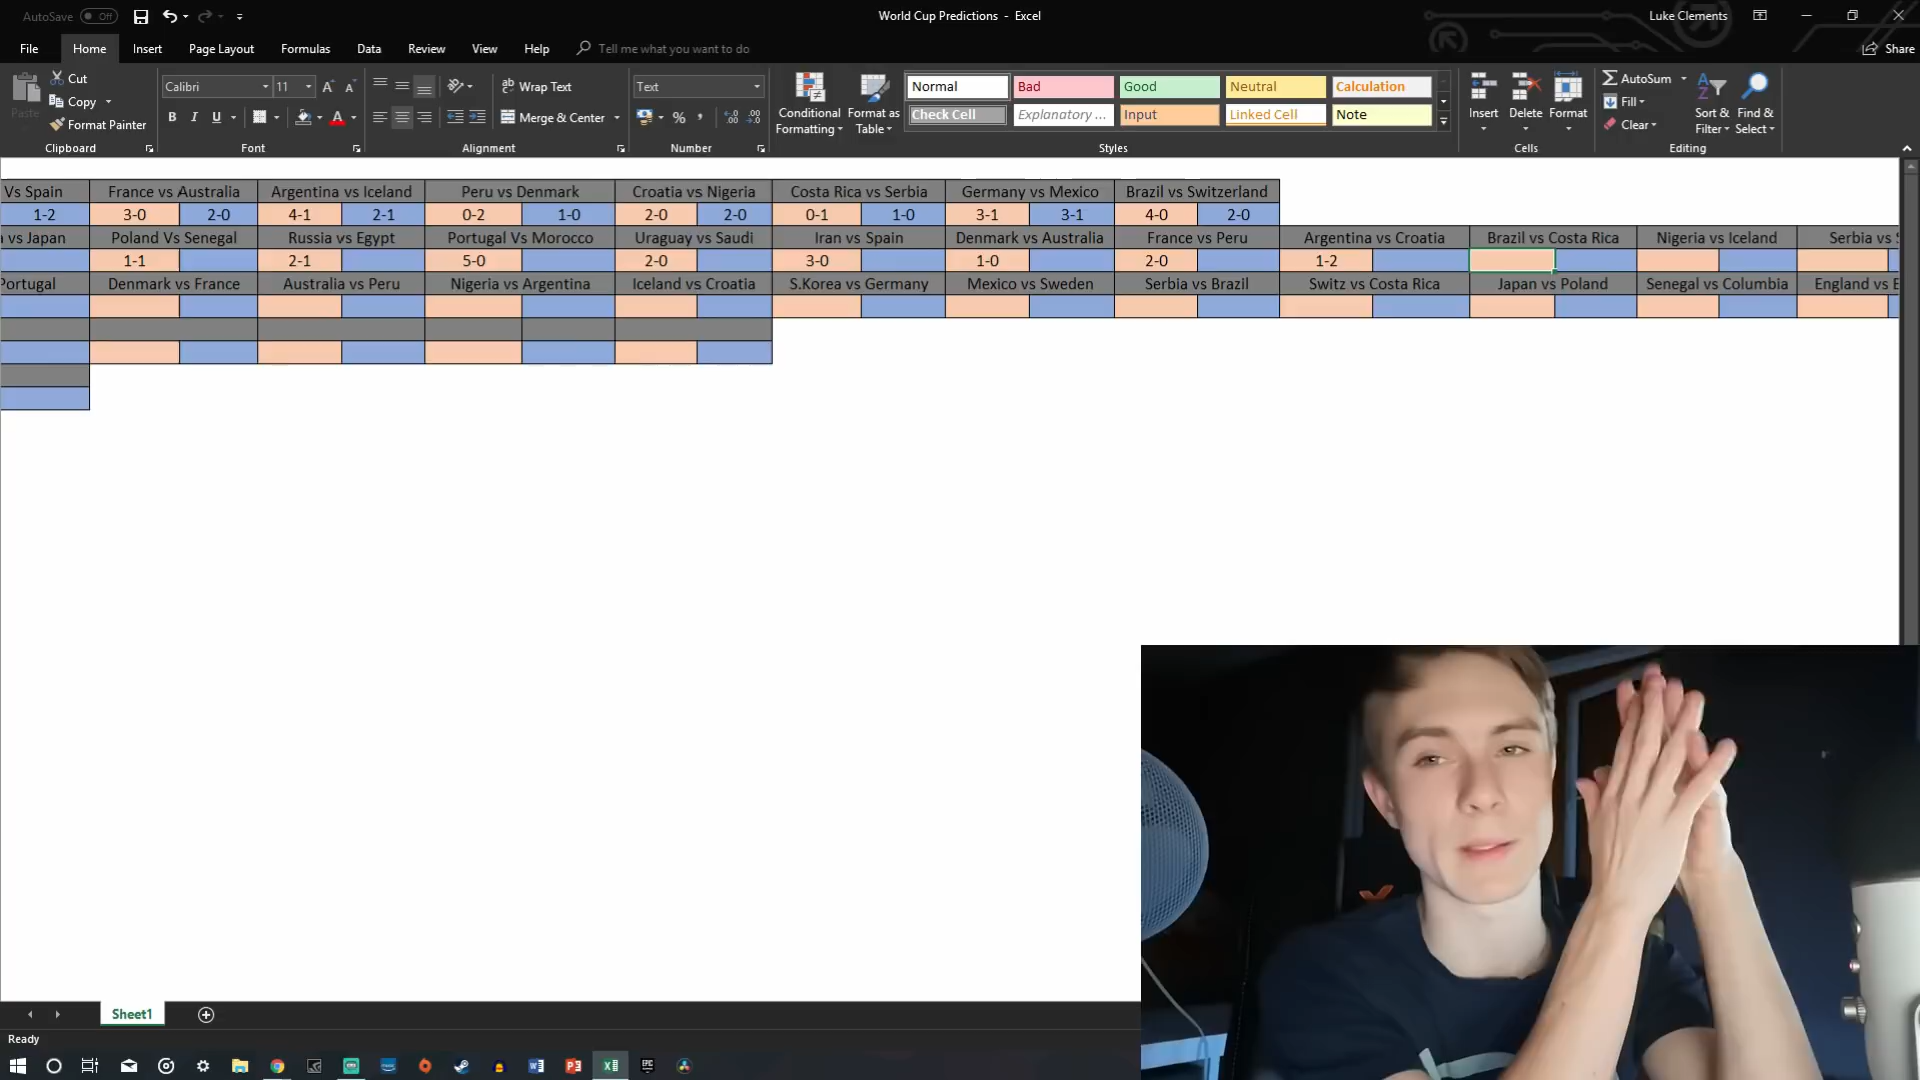 AutoSave Off World Cup Predictions - Excel Luke Clements
File Home Insert Page Layout Formulas Data Review View Help Tell me what you want to do Share
Paste Cut Copy Format Painter Clipboard
Calibri 11 A A B I U A Font
Wrap Text Merge & Center Alignment
Text % Number
Conditional Formatting Format as Table
Normal Bad Good Neutral Calculation
Check Cell Explanatory ... Input Linked Cell Note
Styles
Insert Delete Format Cells
AutoSum Fill Clear Sort & Filter Find & Select Editing
Vs Spain France vs Australia Argentina vs Iceland Peru vs Denmark Croatia vs Nigeria Costa Rica vs Serbia Germany vs Mexico Brazil vs Switzerland
1-2 3-0 2-0 4-1 2-1 0-2 1-0 2-0 2-0 0-1 1-0 3-1 3-1 4-0 2-0
vs Japan Poland Vs Senegal Russia vs Egypt Portugal Vs Morocco Uraguay vs Saudi Iran vs Spain Denmark vs Australia France vs Peru Argentina vs Croatia Brazil vs Costa Rica Nigeria vs Iceland Serbia vs
1-1 2-1 5-0 2-0 3-0 1-0 2-0 1-2
Portugal Denmark vs France Australia vs Peru Nigeria vs Argentina Iceland vs Croatia S.Korea vs Germany Mexico vs Sweden Serbia vs Brazil Switz vs Costa Rica Japan vs Poland Senegal vs Columbia England vs
Sheet1
Ready